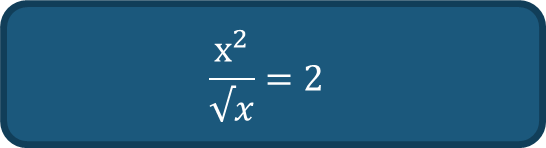 x²/√x = 2